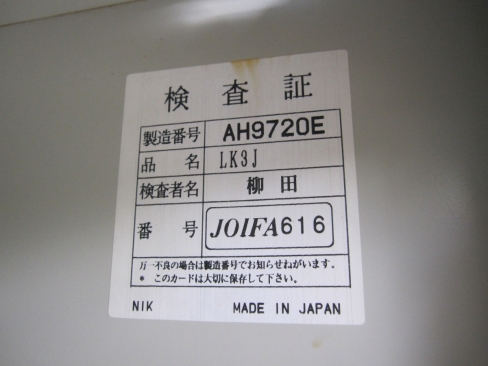 検査証
製造番号 AH9720E
品名 LK3J
検査者名 柳田
番号 JOIFA616
万一不良の場合は製造番号でお知らせねがいます。
* このカードは大切に保存して下さい。
NIK MADE IN JAPAN